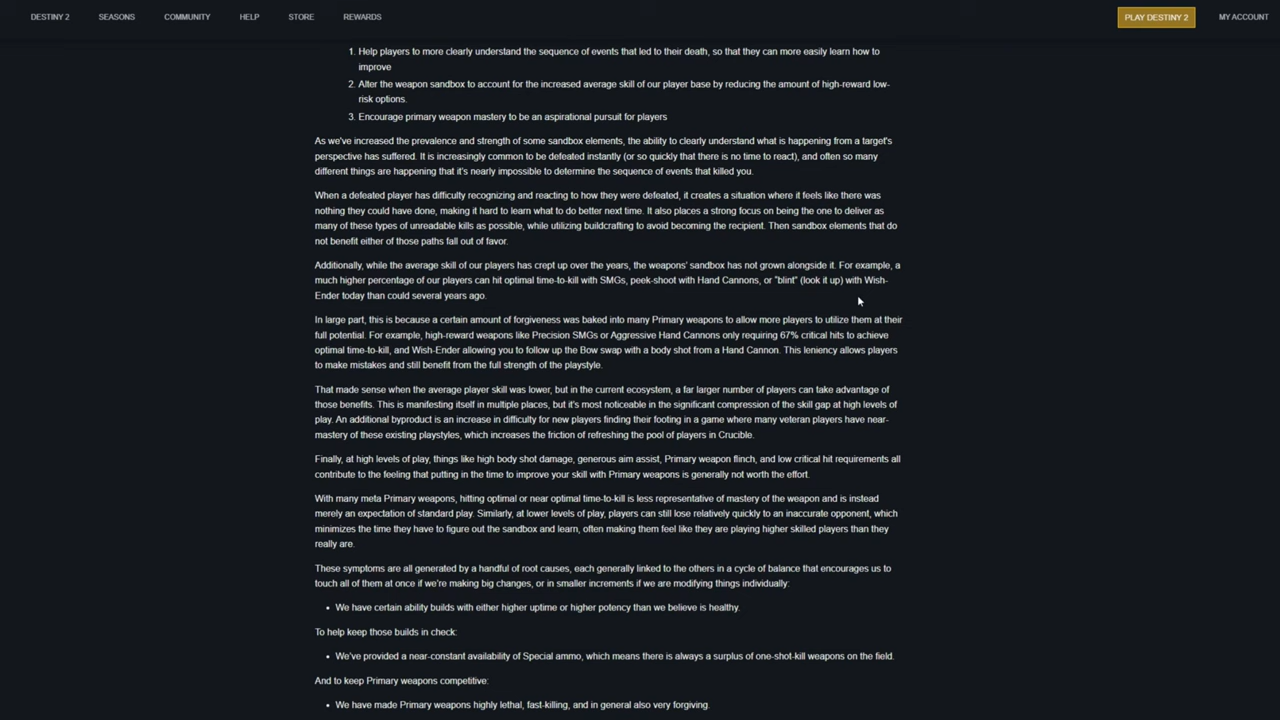 DESTINY 2 SEASONS COMMUNITY HELP STORE REWARDS PLAY DESTINY 2 MY ACCOUNT
1. Help players to more clearly understand the sequence of events that led to their death, so that they can more easily learn how to
improve
2. Alter the weapon sandbox to account for the increased average skill of our player base by reducing the amount of high-reward low-
risk options.
3. Encourage primary weapon mastery to be an aspirational pursuit for players
As we've increased the prevalence and strength of some sandbox elements, the ability to clearly understand what is happening from a target's
perspective has suffered. It is increasingly common to be defeated instantly (or so quickly that there is no time to react), and often so many
different things are happening that it's nearly impossible to determine the sequence of events that killed you.
When a defeated player has difficulty recognizing and reacting to how they were defeated, it creates a situation where it feels like there was
nothing they could have done, making it hard to learn what to do better next time. It also places a strong focus on being the one to deliver as
many of these types of unreadable kills as possible, while utilizing buildcrafting to avoid becoming the recipient. Then sandbox elements that do
not benefit either of those paths fall out of favor.
Additionally, while the average skill of our players has crept up over the years, the weapons' sandbox has not grown alongside it. For example, a
much higher percentage of our players can hit optimal time-to-kill with SMGs, peek-shoot with Hand Cannons, or "blint" (look it up) with Wish-
Ender today than could several years ago.
In large part, this is because a certain amount of forgiveness was baked into many Primary weapons to allow more players to utilize them at their
full potential. For example, high-reward weapons like Precision SMGs or Aggressive Hand Cannons only requiring 67% critical hits to achieve
optimal time-to-kill, and Wish-Ender allowing you to follow up the Bow swap with a body shot from a Hand Cannon. This leniency allows players
to make mistakes and still benefit from the full strength of the playstyle.
That made sense when the average player skill was lower, but in the current ecosystem, a far larger number of players can take advantage of
those benefits. This is manifesting itself in multiple places, but it's most noticeable in the significant compression of the skill gap at high levels of
play. An additional byproduct is an increase in difficulty for new players finding their footing in a game where many veteran players have near-
mastery of these existing playstyles, which increases the friction of refreshing the pool of players in Crucible.
Finally, at high levels of play, things like high body shot damage, generous aim assist, Primary weapon flinch, and low critical hit requirements all
contribute to the feeling that putting in the time to improve your skill with Primary weapons is generally not worth the effort.
With many meta Primary weapons, hitting optimal or near optimal time-to-kill is less representative of mastery of the weapon and is instead
merely an expectation of standard play. Similarly, at lower levels of play, players can still lose relatively quickly to an inaccurate opponent, which
minimizes the time they have to figure out the sandbox and learn, often making them feel like they are playing higher skilled players than they
really are.
These symptoms are all generated by a handful of root causes, each generally linked to the others in a cycle of balance that encourages us to
touch all of them at once if we're making big changes, or in smaller increments if we are modifying things individually:
• We have certain ability builds with either higher uptime or higher potency than we believe is healthy.
To help keep those builds in check:
• We've provided a near-constant availability of Special ammo, which means there is always a surplus of one-shot-kill weapons on the field.
And to keep Primary weapons competitive:
• We have made Primary weapons highly lethal, fast-killing, and in general also very forgiving.